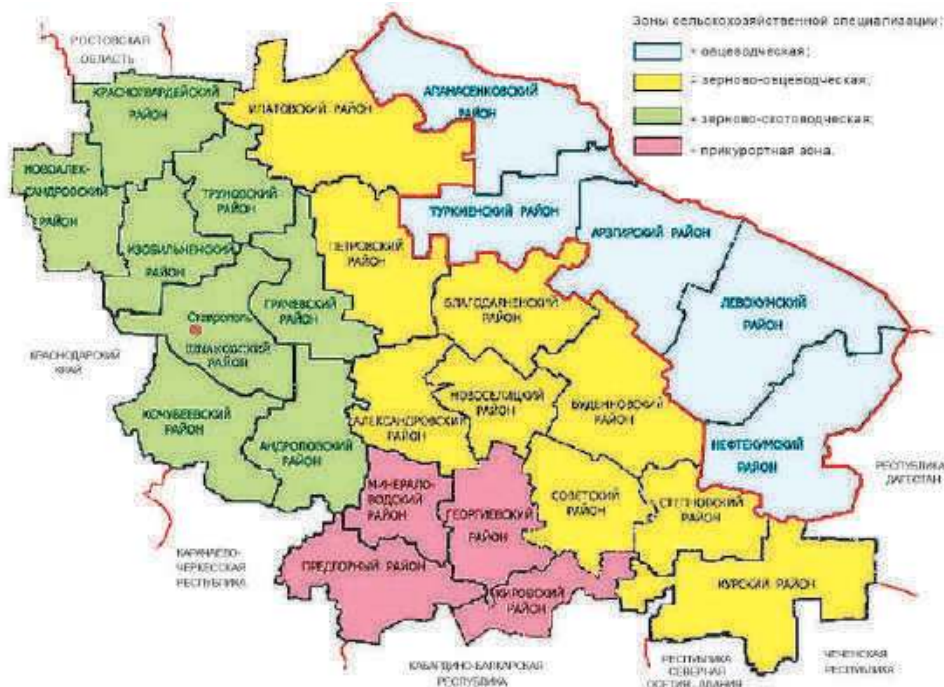 Зоны сельскохозяйственной специализации:
- овцеводческая;
- зерново-овцеводческая;
- зерново-скотоводческая;
- прикурортная зона.
РОСТОВСКАЯ
ОБЛАСТЬ
КРАСНОГВАРДЕЙСКИЙ
РАЙОН
ИПАТОВСКИЙ РАЙОН
АПАНАСЕНКОВСКИЙ
РАЙОН
НОВОАЛЕК-
САНДРОВСКИЙ
РАЙОН
ТРУНОВСКИЙ
РАЙОН
ТУРКМЕНСКИЙ РАЙОН
ИЗОБИЛЬНЕНСКИЙ
РАЙОН
ПЕТРОВСКИЙ
РАЙОН
АРЗГИРСКИЙ РАЙОН
ГРАЧЕВСКИЙ
РАЙОН
БЛАГОДАРНЕНСКИЙ
РАЙОН
ЛЕВОКУМСКИЙ
РАЙОН
Ставрополь
ШПАКОВСКИЙ
РАЙОН
КРАСНОДАРСКИЙ
КРАЙ
КОЧУБЕЕВСКИЙ
РАЙОН
АЛЕКСАНДРОВСКИЙ
РАЙОН
НОВОСЕЛИЦКИЙ
РАЙОН
БУДЕННОВСКИЙ
РАЙОН
АНДРОПОВСКИЙ
РАЙОН
НЕФТЕКУМСКИЙ
РАЙОН
РЕСПУБЛИКА
ДАГЕСТАН
МИНЕРАЛО-
ВОДСКИЙ
РАЙОН
ГЕОРГИЕВСКИЙ
РАЙОН
СОВЕТСКИЙ
РАЙОН
СТЕПНОВСКИЙ
РАЙОН
КАРАЧАЕВО-
ЧЕРКЕССКАЯ
РЕСПУБЛИКА
ПРЕДГОРНЫЙ РАЙОН
КИРОВСКИЙ
РАЙОН
КУРСКИЙ РАЙОН
КАБАРДИНО-БАЛКАРСКАЯ
РЕСПУБЛИКА
РЕСПУБЛИКА
СЕВЕРНАЯ
ОСЕТИЯ-АЛАНИЯ
ЧЕЧЕНСКАЯ
РЕСПУБЛИКА